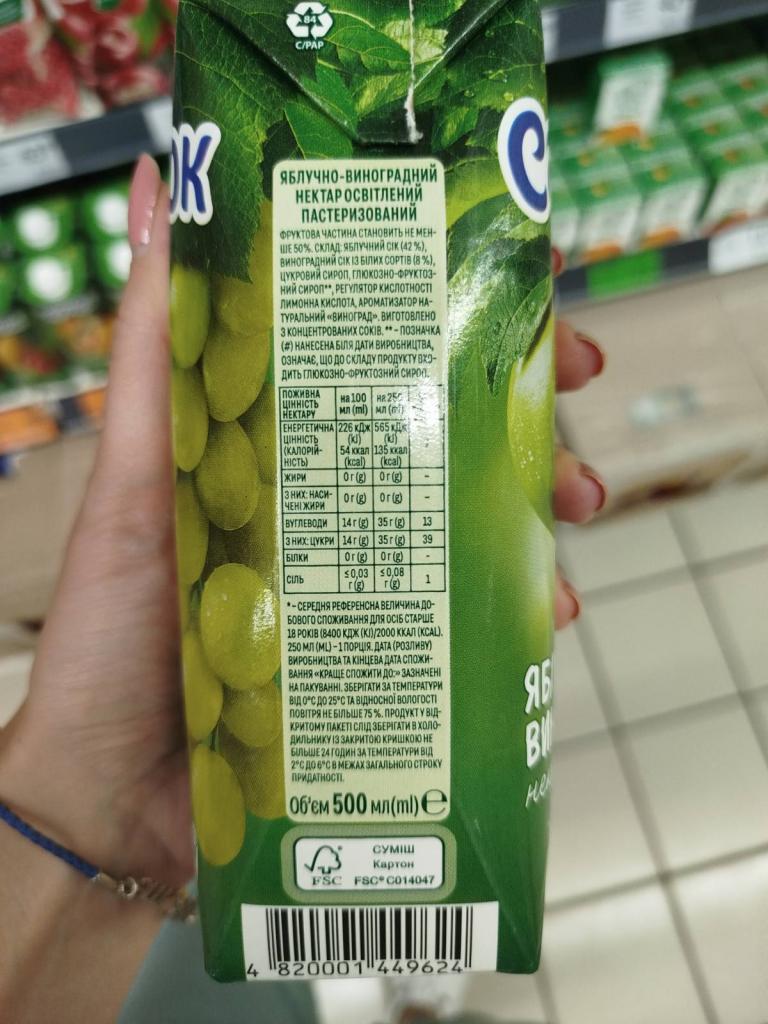 84
C/PAP
ЯБЛУЧНО-ВИНОГРАДНИЙ
НЕКТАР ОСВІТЛЕНИЙ
ПАСТЕРИЗОВАНИЙ
ФРУКТОВА ЧАСТИНА СТАНОВИТЬ НЕ МЕН-
ШЕ 50%. СКЛАД: ЯБЛУЧНИЙ СІК (42 %),
ВИНОГРАДНИЙ СІК ІЗ БІЛИХ СОРТІВ (8 %),
ЦУКРОВИЙ СИРОП, ГЛЮКОЗНО-ФРУКТОЗ-
НИЙ СИРОП**, РЕГУЛЯТОР КИСЛОТНОСТІ
ЛИМОННА КИСЛОТА, АРОМАТИЗАТОР НА-
ТУРАЛЬНИЙ «ВИНОГРАД». ВИГОТОВЛЕНО
З КОНЦЕНТРОВАНИХ СОКІВ. ** – ПОЗНАЧКА
(#) НАНЕСЕНА БІЛЯ ДАТИ ВИРОБНИЦТВА,
ОЗНАЧАЄ, ЩО ДО СКЛАДУ ПРОДУКТУ ВХО-
ДИТЬ ГЛЮКОЗНО-ФРУКТОЗНИЙ СИРОП.
ПОЖИВНА ЦІННІСТЬ НЕКТАРУ на 100 мл (ml) на 250 мл (ml)
ЕНЕРГЕТИЧНА ЦІННІСТЬ (КАЛОРІЙ-НІСТЬ) 226 кДж (kJ) 54 ккал (kcal) 565 кДж (kJ) 135 ккал (kcal)
ЖИРИ 0 г (g) 0 г (g) –
З НИХ: НАСИ-ЧЕНІ ЖИРИ 0 г (g) 0 г (g) –
ВУГЛЕВОДИ 14 г (g) 35 г (g) 13
З НИХ: ЦУКРИ 14 г (g) 35 г (g) 39
БІЛКИ 0 г (g) 0 г (g) –
СІЛЬ ≤0,03 г (g) ≤0,08 г (g) 1
* – СЕРЕДНЯ РЕФЕРЕНСНА ВЕЛИЧИНА ДО-
БОВОГО СПОЖИВАННЯ ДЛЯ ОСІБ СТАРШЕ
18 РОКІВ (8400 КДЖ (KJ)/2000 ККАЛ (KCAL).
250 МЛ (ML) – 1 ПОРЦІЯ. ДАТА (РОЗЛИВУ)
ВИРОБНИЦТВА ТА КІНЦЕВА ДАТА СПОЖИ-
ВАННЯ «КРАЩЕ СПОЖИТИ ДО:» ЗАЗНАЧЕНІ
НА ПАКУВАННІ. ЗБЕРІГАТИ ЗА ТЕМПЕРАТУРИ
ВІД 0°С ДО 25°С ТА ВІДНОСНОЇ ВОЛОГОСТІ
ПОВІТРЯ НЕ БІЛЬШЕ 75 %. ПРОДУКТ У ВІД-
КРИТОМУ ПАКЕТІ СЛІД ЗБЕРІГАТИ В ХОЛО-
ДИЛЬНИКУ ІЗ ЗАКРИТОЮ КРИШКОЮ НЕ
БІЛЬШЕ 24 ГОДИН ЗА ТЕМПЕРАТУРИ ВІД
2°С ДО 6°С В МЕЖАХ ЗАГАЛЬНОГО СТРОКУ
ПРИДАТНОСТІ.
Об'єм 500 мл(ml) ℮
FSC
СУМІШ
Картон
FSC® C014047
4 820001 449624